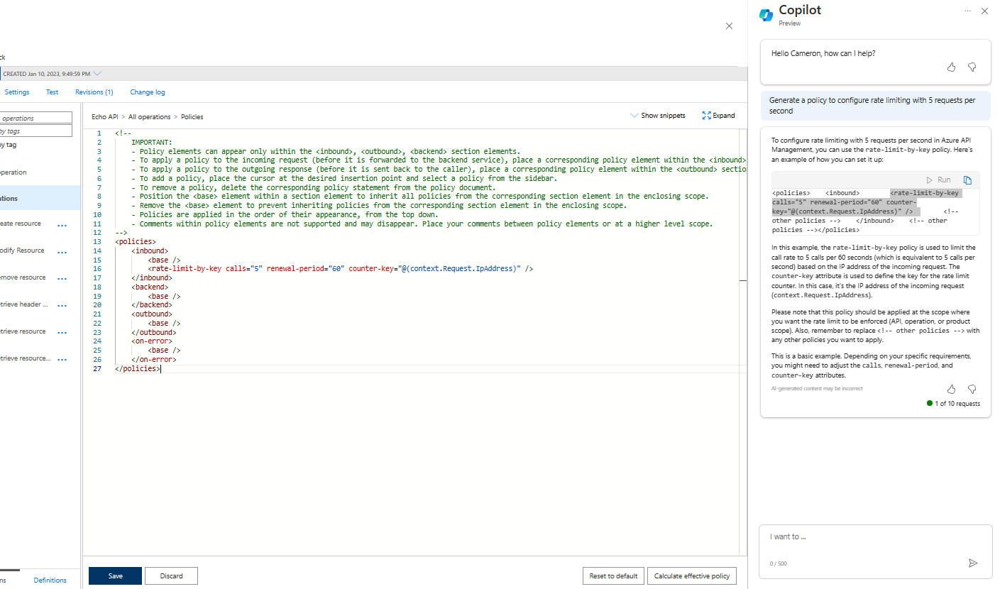 Copilot
Preview
ck
CREATED Jan 10, 2023, 9:49:59 PM
Settings
Test
Revisions (1)
Change log
operations
by tags
by tag
operation
ations
eate resource
odify Resource
emove resource
etrieve header ...
etrieve resource
etrieve resource...
ns
Definitions
Echo API > All operations > Policies
Show snippets
Expand
1 <!--
2 IMPORTANT:
3 - Policy elements can appear only within the <inbound>, <outbound>, <backend> section elements.
4 - To apply a policy to the incoming request (before it is forwarded to the backend service), place a corresponding policy element within the <inbound>
5 - To apply a policy to the outgoing response (before it is sent back to the caller), place a corresponding policy element within the <outbound> sectio
6 - To add a policy, place the cursor at the desired insertion point and select a policy from the sidebar.
7 - To remove a policy, delete the corresponding policy statement from the policy document.
8 - Position the <base> element within a section element to inherit all policies from the corresponding section element in the enclosing scope.
9 - Remove the <base> element to prevent inheriting policies from the corresponding section element in the enclosing scope.
10 - Policies are applied in the order of their appearance, from the top down.
11 - Comments within policy elements are not supported and may disappear. Place your comments between policy elements or at a higher level scope.
12 -->
13 <policies>
14 <inbound>
15 <base />
16 <rate-limit-by-key calls="5" renewal-period="60" counter-key="@(context.Request.IpAddress)" />
17 </inbound>
18 <backend>
19 <base />
20 </backend>
21 <outbound>
22 <base />
23 </outbound>
24 <on-error>
25 <base />
26 </on-error>
27 </policies>
Save
Discard
Reset to default
Calculate effective policy
Hello Cameron, how can I help?
Generate a policy to configure rate limiting with 5 requests per
second
To configure rate limiting with 5 requests per second in Azure API
Management, you can use the rate-limit-by-key policy. Here's
an example of how you can set it up:
Run
<policies> <inbound> <rate-limit-by-key
calls="5" renewal-period="60" counter-
key="@(context.Request.IpAddress)" /> <!--
other policies --> </inbound> <!-- other
policies --></policies>
In this example, the rate-limit-by-key policy is used to limit the
call rate to 5 calls per 60 seconds (which is equivalent to 5 calls per
second) based on the IP address of the incoming request. The
counter-key attribute is used to define the key for the rate limit
counter. In this case, it's the IP address of the incoming request
(context.Request.IpAddress).
Please note that this policy should be applied at the scope where
you want the rate limit to be enforced (API, operation, or product
scope). Also, remember to replace <!-- other policies --> with
any other policies you want to apply.
This is a basic example. Depending on your specific requirements,
you might need to adjust the calls, renewal-period, and
counter-key attributes.
AI-generated content may be incorrect
1 of 10 requests
I want to ...
0 / 500